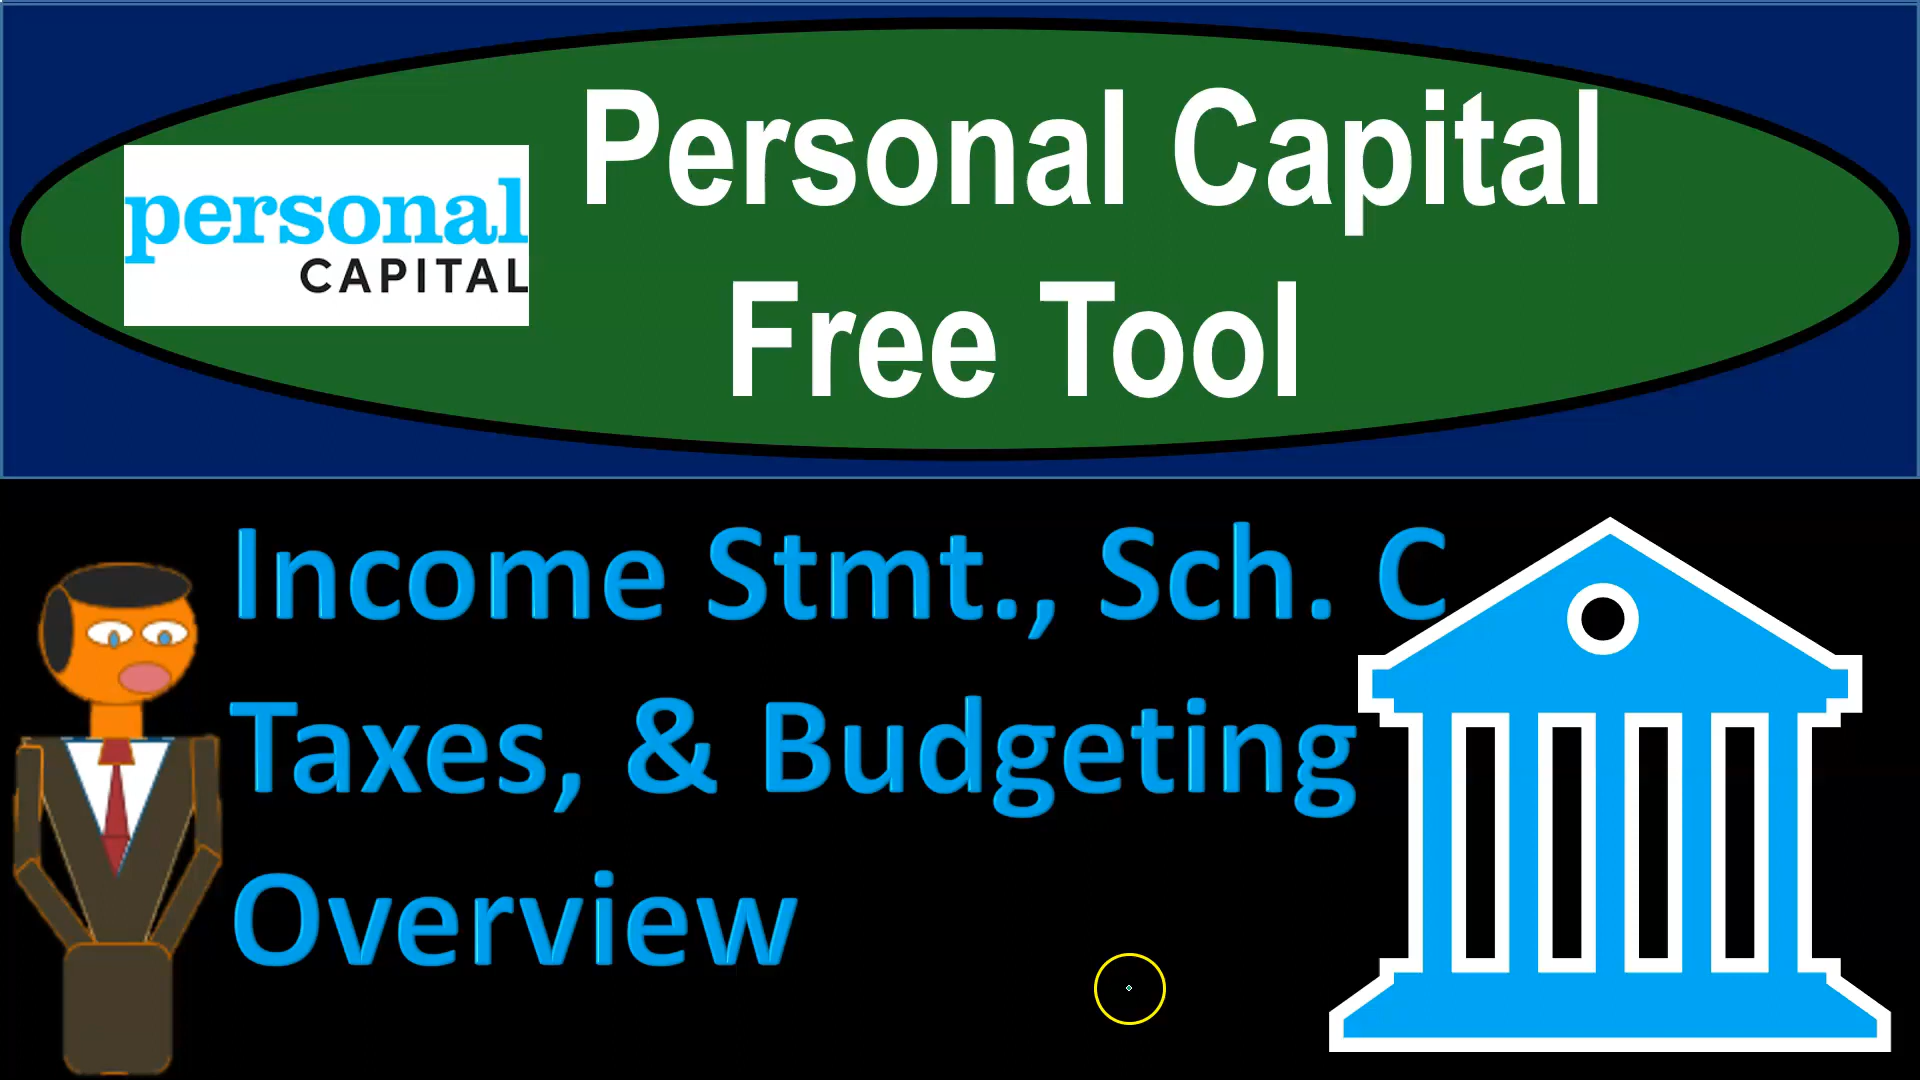 personal
CAPITAL
Personal Capital
Free Tool
Income Stmt., Sch. C
Taxes, & Budgeting
Overview